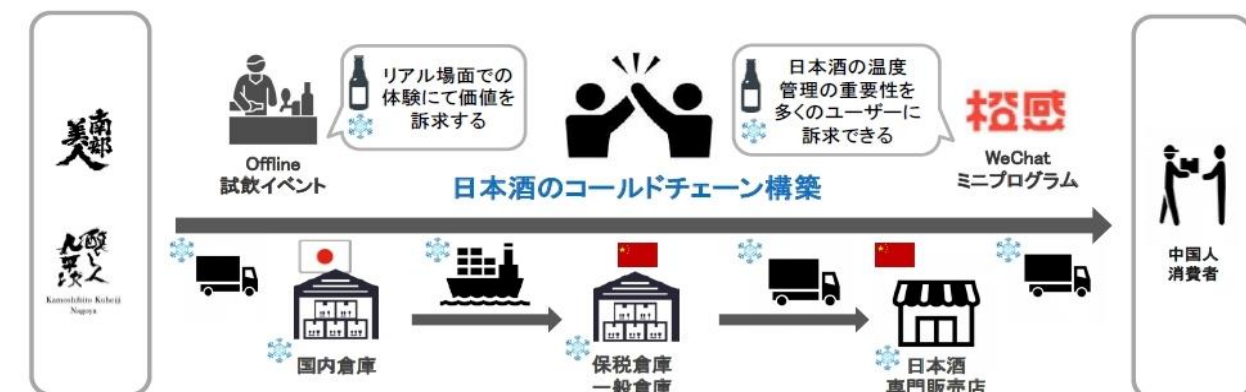 南部
美人
醸し人
九平次
Kamoshibito Kuheiji
Nagoya
リアル場面での
体験にて価値を
訴求する
Offline
試飲イベント
日本酒の温度
管理の重要性を
多くのユーザーに
訴求できる
橙感
WeChat
ミニプログラム
日本酒のコールドチェーン構築
国内倉庫
保税倉庫
一般倉庫
日本酒
専門販売店
中国人
消費者